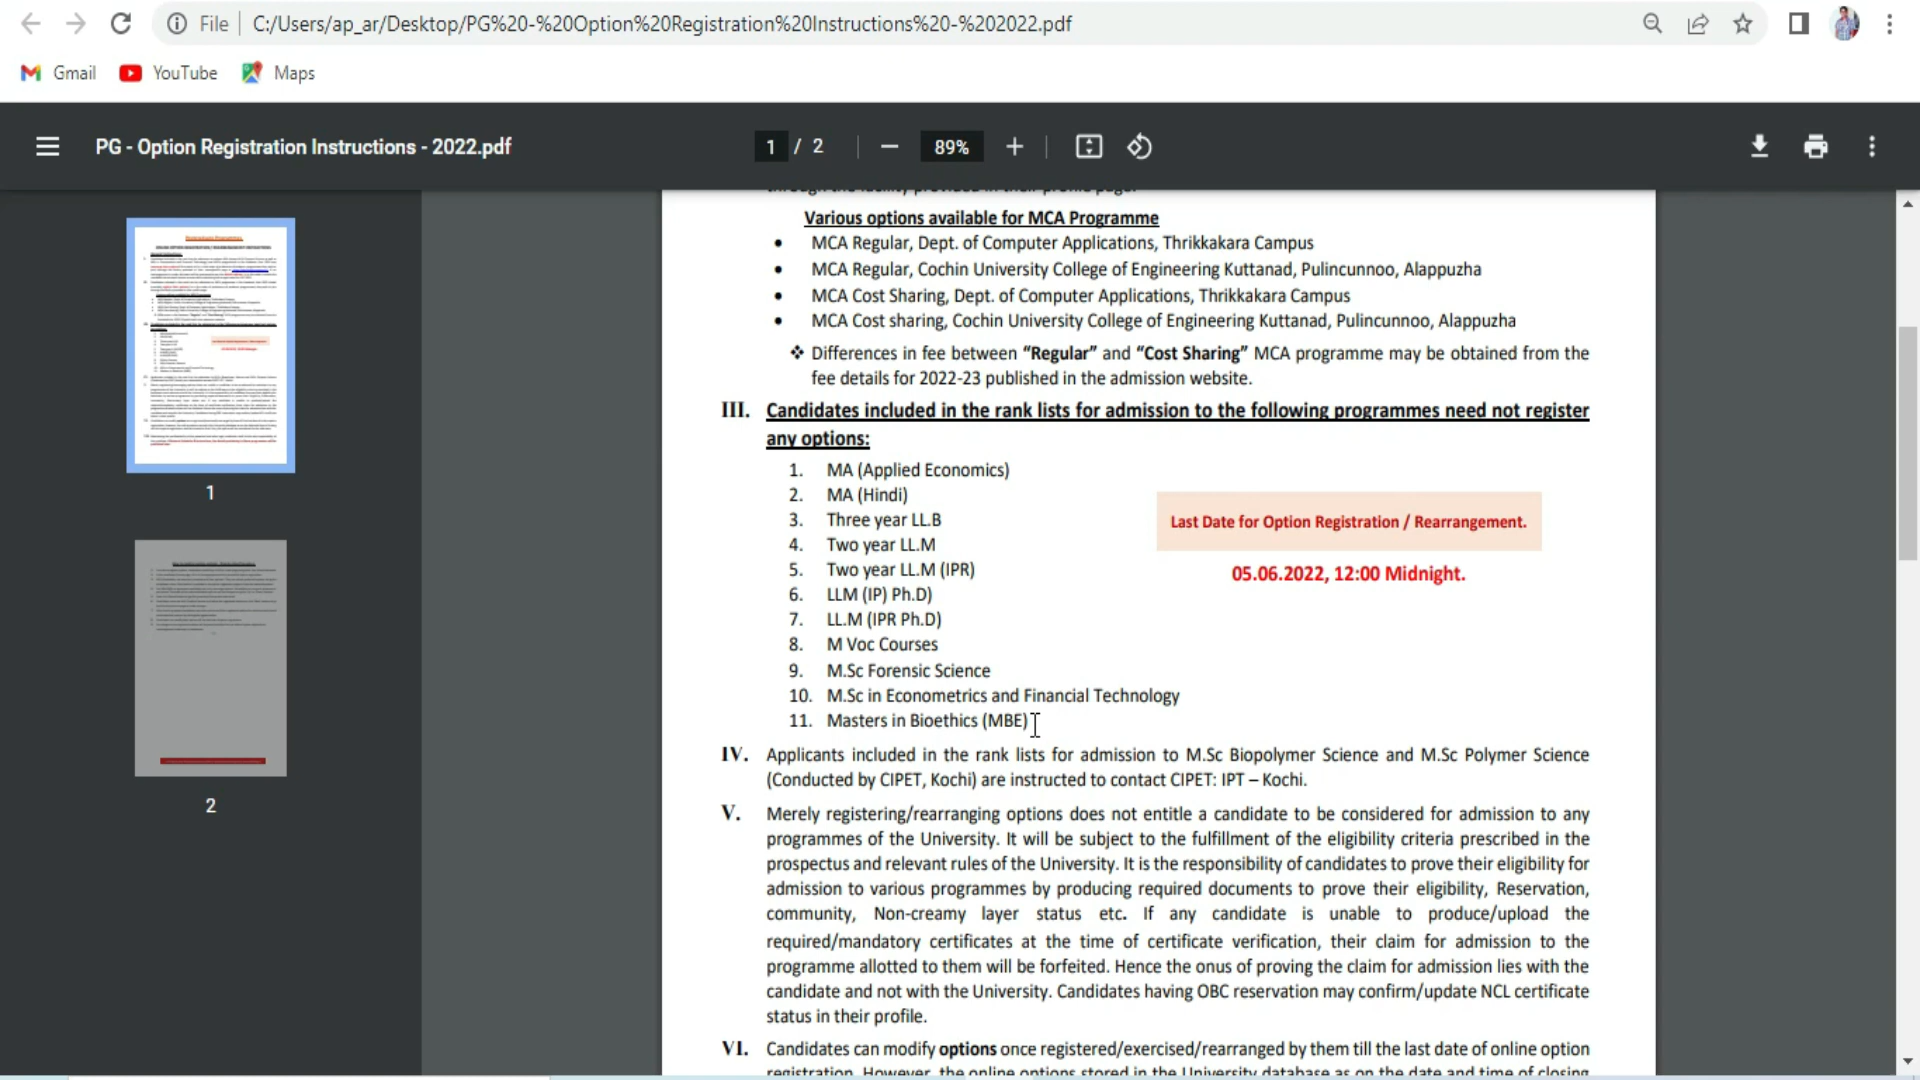 File
C:/Users/ap_ar/Desktop/PG%20-%20Option%20Registration%20Instructions%20-%202022.pdf
Gmail
YouTube
Maps
PG - Option Registration Instructions - 2022.pdf
1 / 2
89%
through the facility provided in their profile page.
Various options available for MCA Programme
• MCA Regular, Dept. of Computer Applications, Thrikkakara Campus
• MCA Regular, Cochin University College of Engineering Kuttanad, Pulincunnoo, Alappuzha
• MCA Cost Sharing, Dept. of Computer Applications, Thrikkakara Campus
• MCA Cost sharing, Cochin University College of Engineering Kuttanad, Pulincunnoo, Alappuzha
❖ Differences in fee between “Regular” and “Cost Sharing” MCA programme may be obtained from the
fee details for 2022-23 published in the admission website.
III. Candidates included in the rank lists for admission to the following programmes need not register
any options:
1. MA (Applied Economics)
2. MA (Hindi)
3. Three year LL.B
4. Two year LL.M
5. Two year LL.M (IPR)
6. LLM (IP) Ph.D)
7. LL.M (IPR Ph.D)
8. M Voc Courses
9. M.Sc Forensic Science
10. M.Sc in Econometrics and Financial Technology
11. Masters in Bioethics (MBE)
Last Date for Option Registration / Rearrangement.
05.06.2022, 12:00 Midnight.
IV. Applicants included in the rank lists for admission to M.Sc Biopolymer Science and M.Sc Polymer Science
(Conducted by CIPET, Kochi) are instructed to contact CIPET: IPT – Kochi.
V. Merely registering/rearranging options does not entitle a candidate to be considered for admission to any
programmes of the University. It will be subject to the fulfillment of the eligibility criteria prescribed in the
prospectus and relevant rules of the University. It is the responsibility of candidates to prove their eligibility for
admission to various programmes by producing required documents to prove their eligibility, Reservation,
community, Non-creamy layer status etc. If any candidate is unable to produce/upload the
required/mandatory certificates at the time of certificate verification, their claim for admission to the
programme allotted to them will be forfeited. Hence the onus of proving the claim for admission lies with the
candidate and not with the University. Candidates having OBC reservation may confirm/update NCL certificate
status in their profile.
VI. Candidates can modify options once registered/exercised/rearranged by them till the last date of online option
registration. However, the online options stored in the University database as on the date and time of closing
1
2